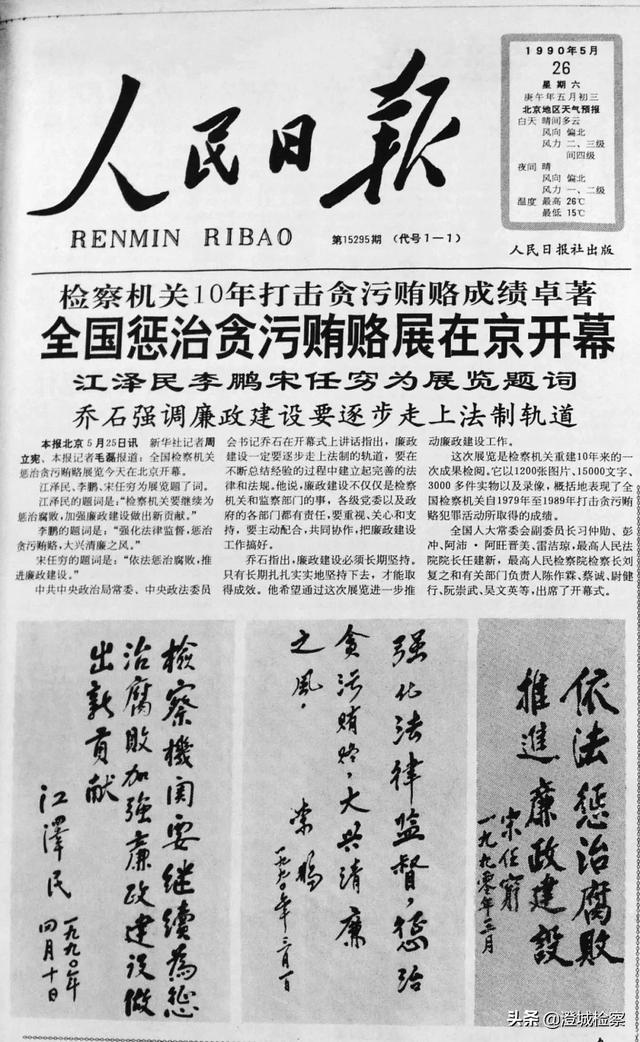 人民日报
RENMIN RIBAO
第15295期 (代号1—1)
1990年5月
26
星期六
庚午年五月初三
北京地区天气预报
白天 晴间多云
风向 偏北
风力 二、三级
间四级
夜间 晴
风向 偏北
风力 一、二级
温度 最高 26℃
最低 15℃
人民日报社出版
检察机关10年打击贪污贿赂成绩卓著
全国惩治贪污贿赂展在京开幕
江泽民李鹏宋任穷为展览题词
乔石强调廉政建设要逐步走上法制轨道
本报北京5月25日讯 新华社记者周
立宪、本报记者毛磊报道:全国检察机关
惩治贪污贿赂展览今天在北京开幕。
江泽民、李鹏、宋任穷为展览题了词。
江泽民的题词是:“检察机关要继续为
惩治腐败,加强廉政建设做出新贡献。”
李鹏的题词是:“强化法律监督,惩治
贪污贿赂,大兴清廉之风。”
宋任穷的题词是:“依法惩治腐败,推
进廉政建设。”
中共中央政治局常委、中央政法委员
会书记乔石在开幕式上讲话指出,廉政
建设一定要逐步走上法制的轨道,要在
不断总结经验的过程中建立起完善的法
律和法规。他说,廉政建设不仅仅是检察
机关和监察部门的事,各级党委以及政
府的各部门都有责任,要重视、关心和支
持,要主动配合,共同协作,把廉政建设
工作搞好。
乔石指出,廉政建设必须长期坚持。
只有长期扎扎实实地坚持下去,才能取
得成效。他希望通过这次展览进一步推
动廉政建设工作。
这次展览是检察机关重建10年来的一
次成果检阅。它以1200张图片、15000文字、
3000多件实物以及录像,概括地表现了全
国检察机关自1979年至1989年打击贪污贿
赂犯罪活动所取得的成绩。
全国人大常委会副委员长习仲勋、彭
冲、阿沛·阿旺晋美、雷洁琼,最高人民法
院院长任建新,最高人民检察院检察长刘
复之和有关部门负责人陈作霖、蔡诚、尉健
行、阮崇武、吴文英等,出席了开幕式。
檢察機関要继續為惩
治腐敗加強廉政建设做
出新貢献
江澤民
一九九〇年
四月十日
强化法律监督,惩治
贪污贿赂,大兴清廉
之风。
李鹏
一九九〇年三月一日
依法惩治腐敗
推進廉政建設
宋任窮
一九九零年三月
头条 @澄城检察